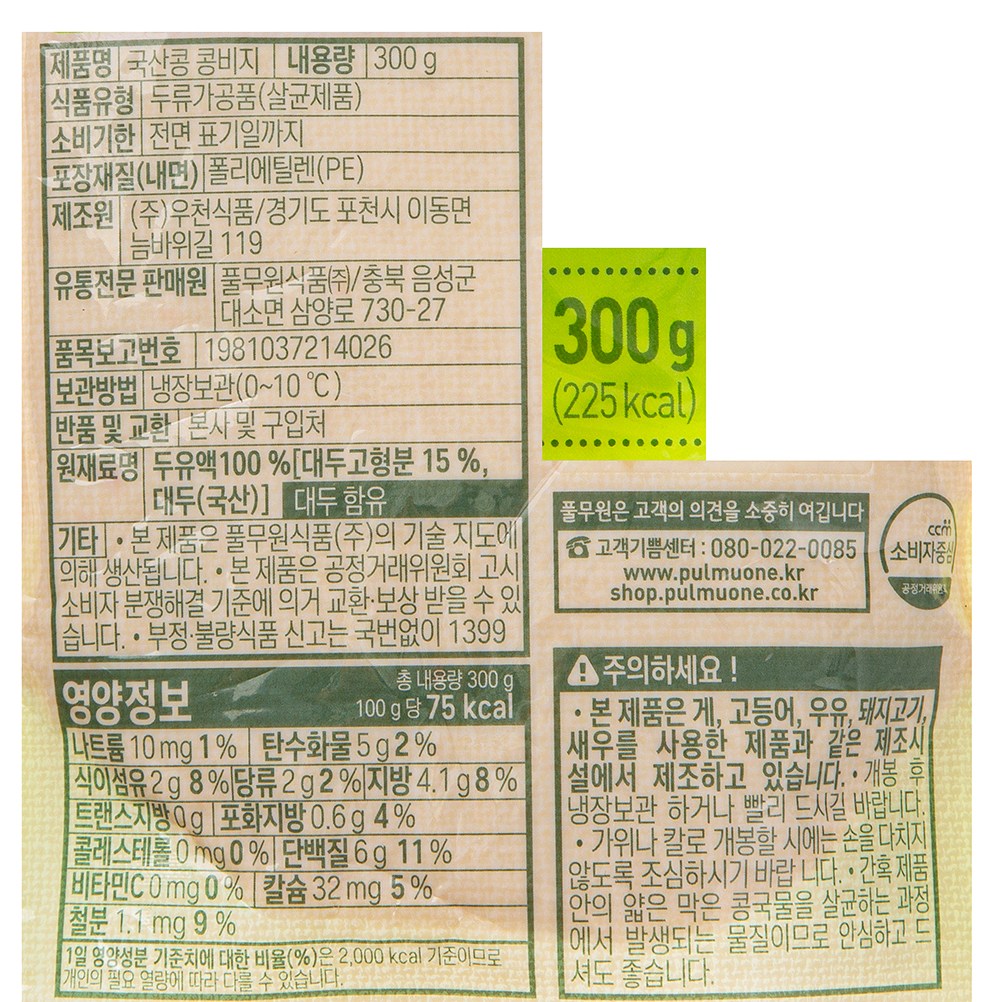 제품명 국산콩 콩비지 내용량 300 g
식품유형 두류가공품(살균제품)
소비기한 전면 표기일까지
포장재질(내면) 폴리에틸렌(PE)
제조원 (주)우천식품/경기도 포천시 이동면
늠바위길 119
유통전문 판매원 풀무원식품㈜/충북 음성군
대소면 삼양로 730-27
품목보고번호 1981037214026
보관방법 냉장보관(0~10 ℃)
반품 및 교환 본사 및 구입처
원재료명 두유액100 %[대두고형분 15 %,
대두(국산)] 대두 함유
기타 • 본 제품은 풀무원식품(주)의 기술 지도에
의해 생산됩니다. • 본 제품은 공정거래위원회 고시
소비자 분쟁해결 기준에 의거 교환·보상 받을 수 있
습니다. • 부정·불량식품 신고는 국번없이 1399
영양정보 총 내용량 300 g
100 g 당 75 kcal
나트륨 10 mg 1 % 탄수화물 5 g 2 %
식이섬유 2 g 8 % 당류 2 g 2 % 지방 4.1 g 8 %
트랜스지방 0 g 포화지방 0.6 g 4 %
콜레스테롤 0 mg 0 % 단백질 6 g 11 %
비타민C 0 mg 0 % 칼슘 32 mg 5 %
철분 1.1 mg 9 %
1일 영양성분 기준치에 대한 비율(%)은 2,000 kcal 기준이므로
개인의 필요 열량에 따라 다를 수 있습니다.
300 g
(225 kcal)
풀무원은 고객의 의견을 소중히 여깁니다
☎ 고객기쁨센터 : 080-022-0085
www.pulmuone.kr
shop.pulmuone.co.kr
ccm
소비자중심
공정거래위원회
주의하세요 !
• 본 제품은 게, 고등어, 우유, 돼지고기,
새우를 사용한 제품과 같은 제조시
설에서 제조하고 있습니다. • 개봉 후
냉장보관 하거나 빨리 드시길 바랍니다.
• 가위나 칼로 개봉할 시에는 손을 다치지
않도록 조심하시기 바랍 니다. • 간혹 제품
안의 얇은 막은 콩국물을 살균하는 과정
에서 발생되는 물질이므로 안심하고 드
셔도 좋습니다.